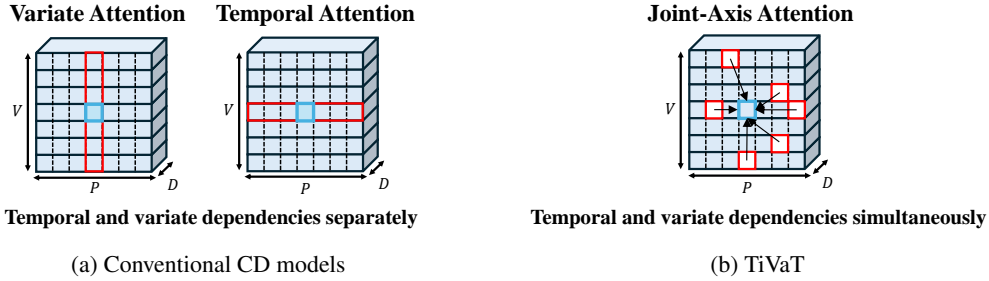 Variate Attention
Temporal Attention
Joint-Axis Attention
V
P
D
V
P
D
V
P
D
Temporal and variate dependencies separately
Temporal and variate dependencies simultaneously
(a) Conventional CD models
(b) TiVaT